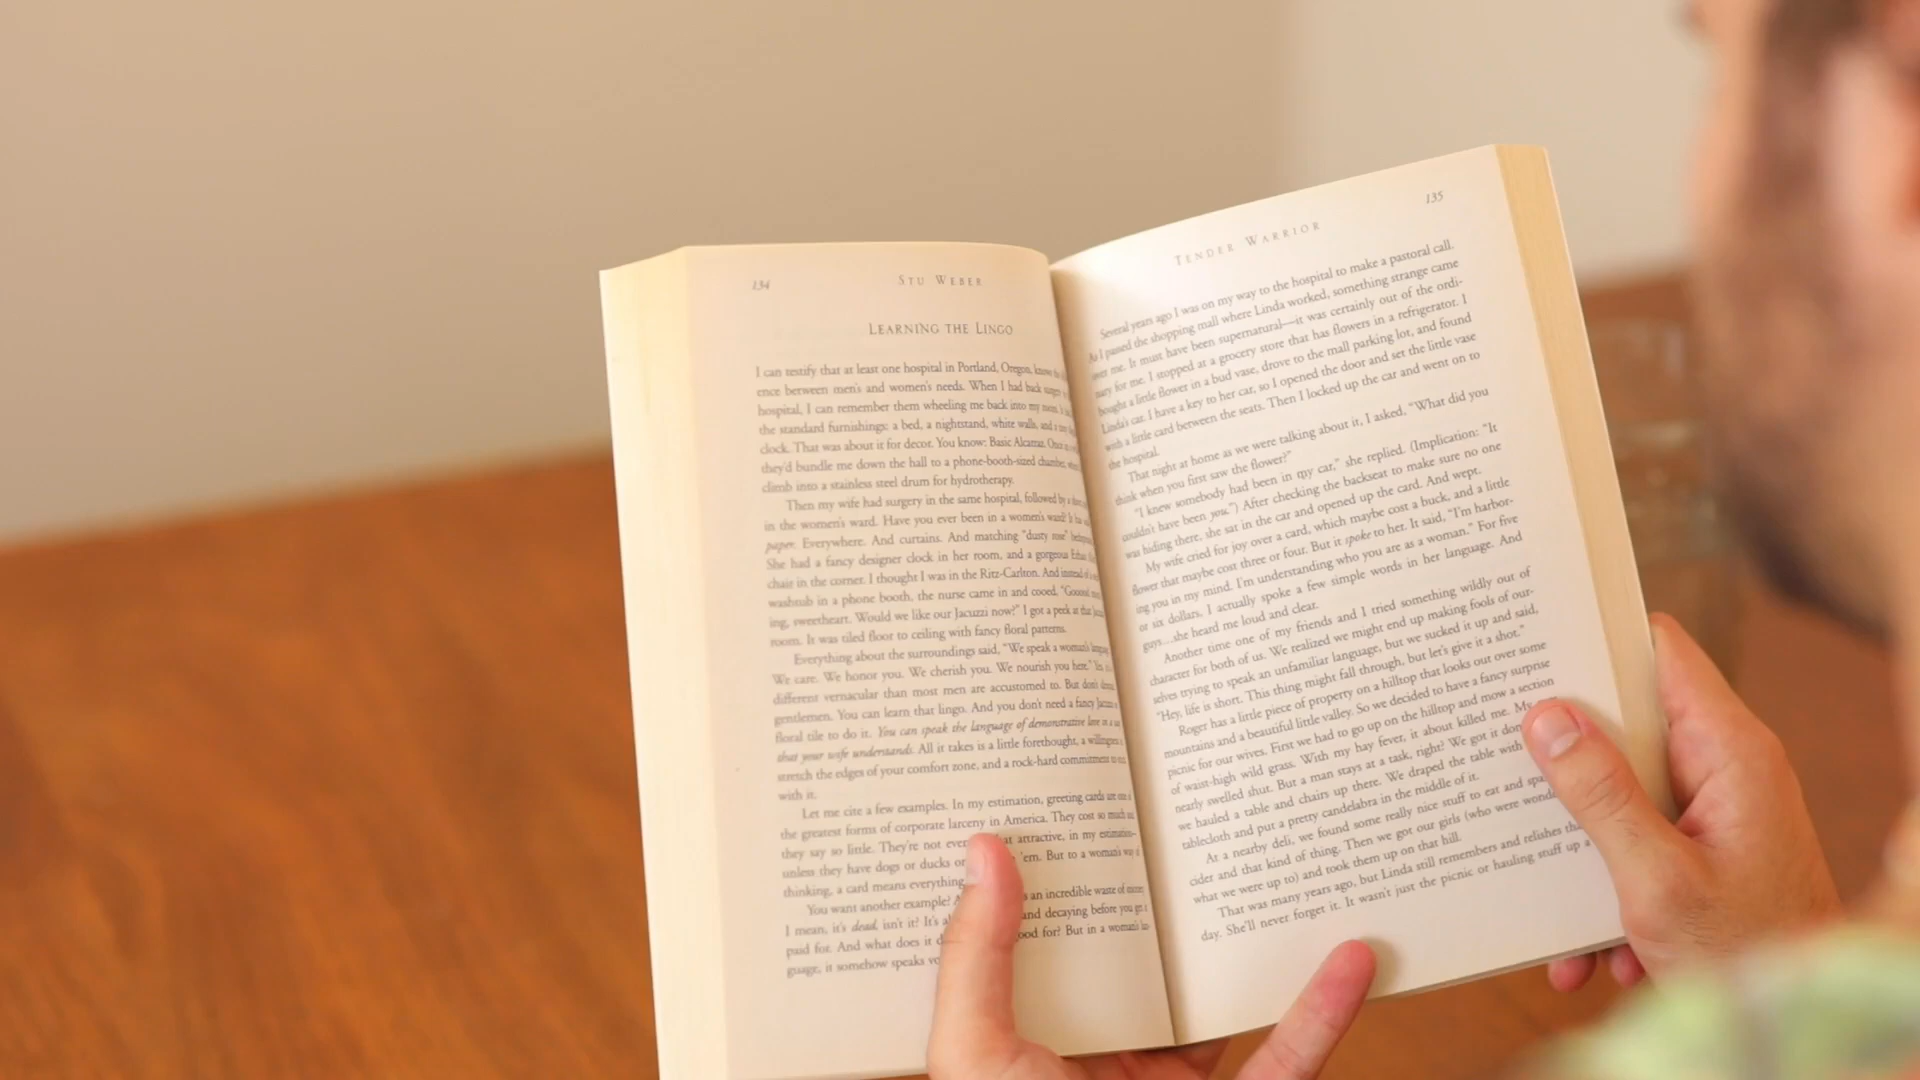 134
STU WEBER
LEARNING THE LINGO
I can testify that at least one hospital in Portland, Oregon, knows the
ence between men's and women's needs. When I had back surgery
hospital, I can remember them wheeling me back into my room. It
the standard furnishings: a bed, a nightstand, white walls, and a
clock. That was about it for decor. You know: Basic Alcatraz. Once
they'd bundle me down the hall to a phone-booth-sized chamber,
climb into a stainless steel drum for hydrotherapy.
Then my wife had surgery in the same hospital, followed by a
in the women's ward. Have you ever been in a women's ward? It
paper. Everywhere. And curtains. And matching "dusty rose"
She had a fancy designer clock in her room, and a gorgeous
chair in the corner. I thought I was in the Ritz-Carlton. And instead of
washtub in a phone booth, the nurse came in and cooed,
ing, sweetheart. Would we like our Jacuzzi now?" I got a peek at that
room. It was tiled floor to ceiling with fancy floral patterns.
Everything about the surroundings said, "We speak a woman's
We care. We honor you. We cherish you. We nourish you here."
different vernacular than most men are accustomed to. But don't
gentlemen. You can learn that lingo. And you don't need a fancy
floral tile to do it. You can speak the language of demonstrative love in a
that your wife understands. All it takes is a little forethought, a willingness
stretch the edges of your comfort zone, and a rock-hard commitment to
with it.
Let me cite a few examples. In my estimation, greeting cards are one of
the greatest forms of corporate larceny in America. They cost so much and
they say so little. They're not even that attractive, in my estimation—
unless they have dogs or ducks on 'em. But to a woman's way of
thinking, a card means everything.
You want another example? an incredible waste of money
I mean, it's dead, isn't it? It's and decaying before you get it
paid for. And what does it good for? But in a woman's lan-
guage, it somehow speaks
TENDER WARRIOR
135
Several years ago I was on my way to the hospital to make a pastoral call.
As I passed the shopping mall where Linda worked, something strange came
over me. It must have been supernatural—it was certainly out of the ordi-
nary for me. I stopped at a grocery store that has flowers in a refrigerator. I
bought a little flower in a bud vase, drove to the mall parking lot, and found
Linda's car. I have a key to her car, so I opened the door and set the little vase
with a little card between the seats. Then I locked up the car and went on to
the hospital.
That night at home as we were talking about it, I asked, "What did you
think when you first saw the flower?"
"I knew somebody had been in my car," she replied. (Implication: "It
couldn't have been you.") After checking the backseat to make sure no one
was hiding there, she sat in the car and opened up the card. And wept.
My wife cried for joy over a card, which maybe cost a buck, and a little
flower that maybe cost three or four. But it spoke to her. It said, "I'm harbor-
ing you in my mind. I'm understanding who you are as a woman." For five
or six dollars, I actually spoke a few simple words in her language. And
guys...she heard me loud and clear.
Another time one of my friends and I tried something wildly out of
character for both of us. We realized we might end up making fools of our-
selves trying to speak an unfamiliar language, but we sucked it up and said,
"Hey, life is short. This thing might fall through, but let's give it a shot."
Roger has a little piece of property on a hilltop that looks out over some
mountains and a beautiful little valley. So we decided to have a fancy surprise
picnic for our wives. First we had to go up on the hilltop and mow a section
of waist-high wild grass. With my hay fever, it about killed me. My
nearly swelled shut. But a man stays at a task, right? We got it done
we hauled a table and chairs up there. We draped the table with
tablecloth and put a pretty candelabra in the middle of it.
At a nearby deli, we found some really nice stuff to eat and
cider and that kind of thing. Then we got our girls (who were
what we were up to) and took them up on that hill.
That was many years ago, but Linda still remembers and relishes
day. She'll never forget it. It wasn't just the picnic or hauling stuff up a